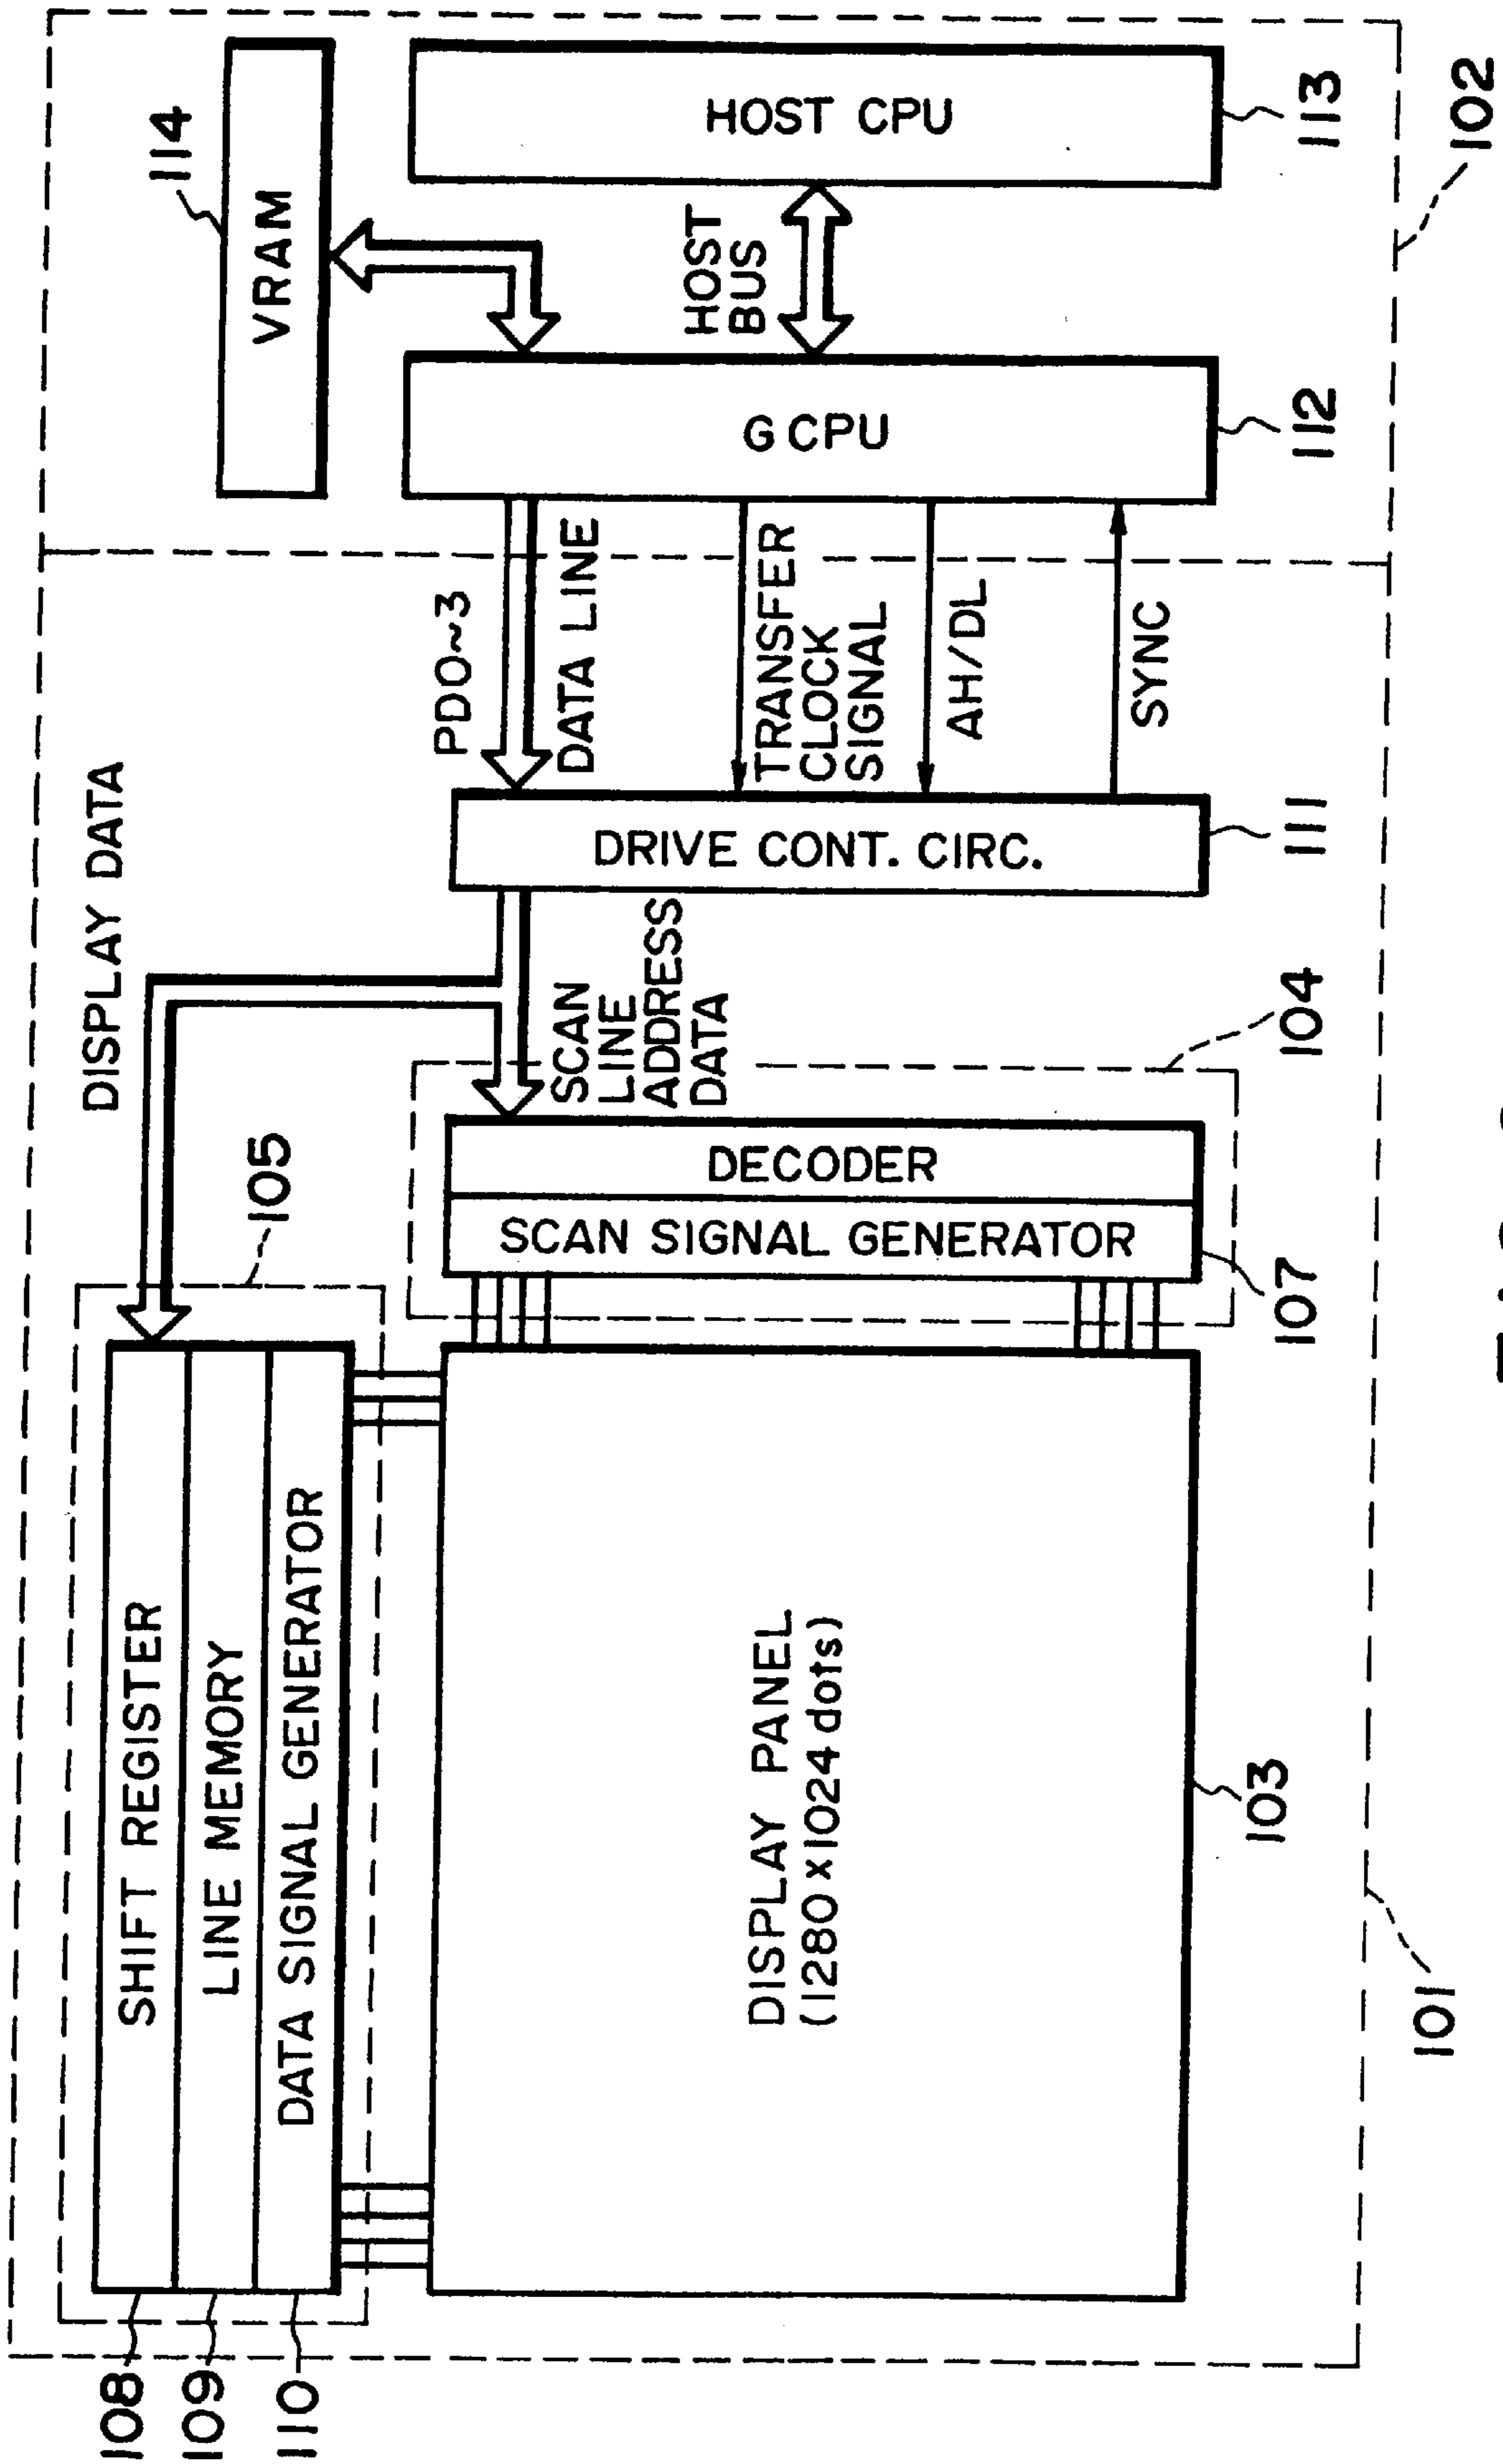 108
109
110
SHIFT REGISTER
LINE MEMORY
DATA SIGNAL GENERATOR
105
DISPLAY DATA
114
VRAM
DISPLAY PANEL
(1280×1024 dots)
103
SCAN SIGNAL GENERATOR
DECODER
107
104
SCAN
LINE
ADDRESS
DATA
DRIVE CONT. CIRC.
111
PD0~3
DATA LINE
TRANSFER
CLOCK
SIGNAL
AH/DL
SYNC
G CPU
112
HOST
BUS
HOST CPU
113
101
102